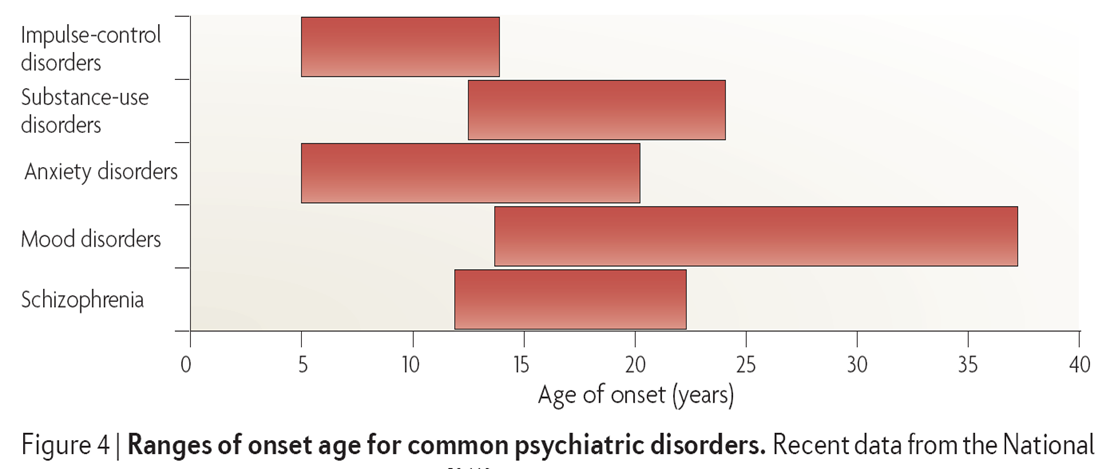 Impulse-control
disorders
Substance-use
disorders
Anxiety disorders
Mood disorders
Schizophrenia
0 5 10 15 20 25 30 35 40
Age of onset (years)
Figure 4 | Ranges of onset age for common psychiatric disorders. Recent data from the National